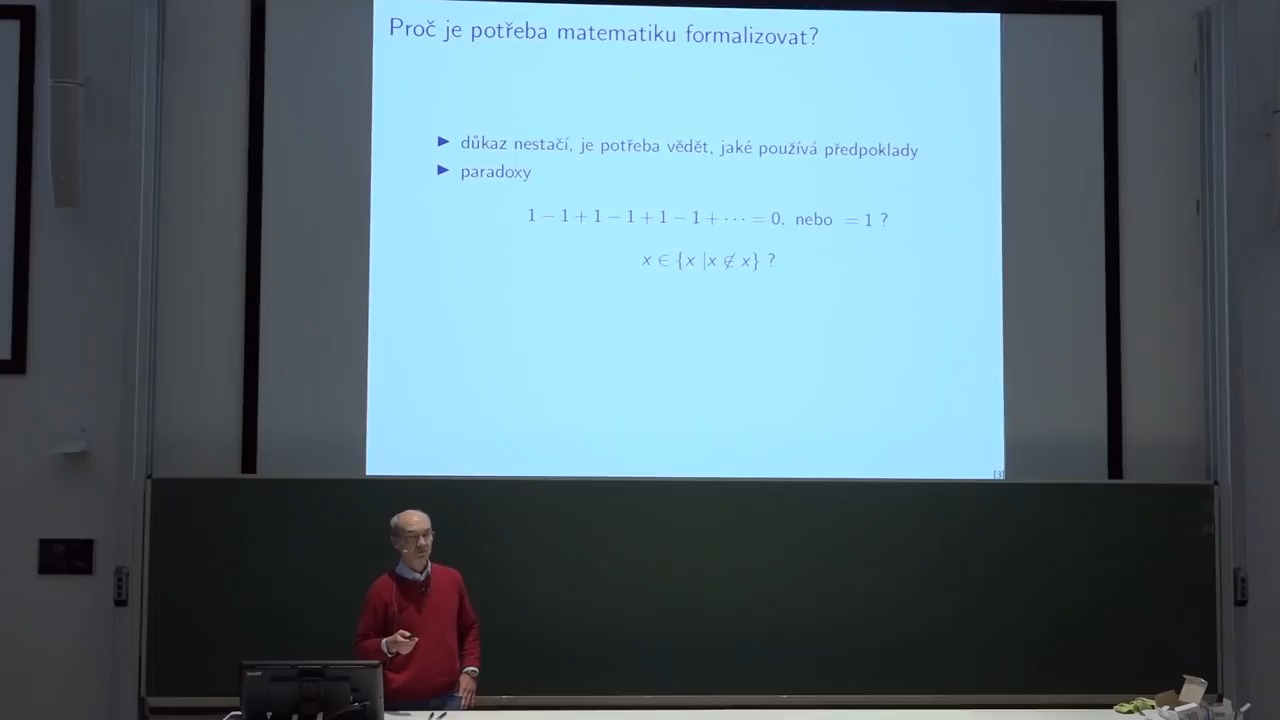 Proč je potřeba matematiku formalizovat?
▶ důkaz nestačí, je potřeba vědět, jaké používá předpoklady
▶ paradoxy
1 − 1 + 1 − 1 + 1 − 1 + ⋯ = 0, nebo = 1 ?
x ∈ {x |x ∉ x} ?
[3]